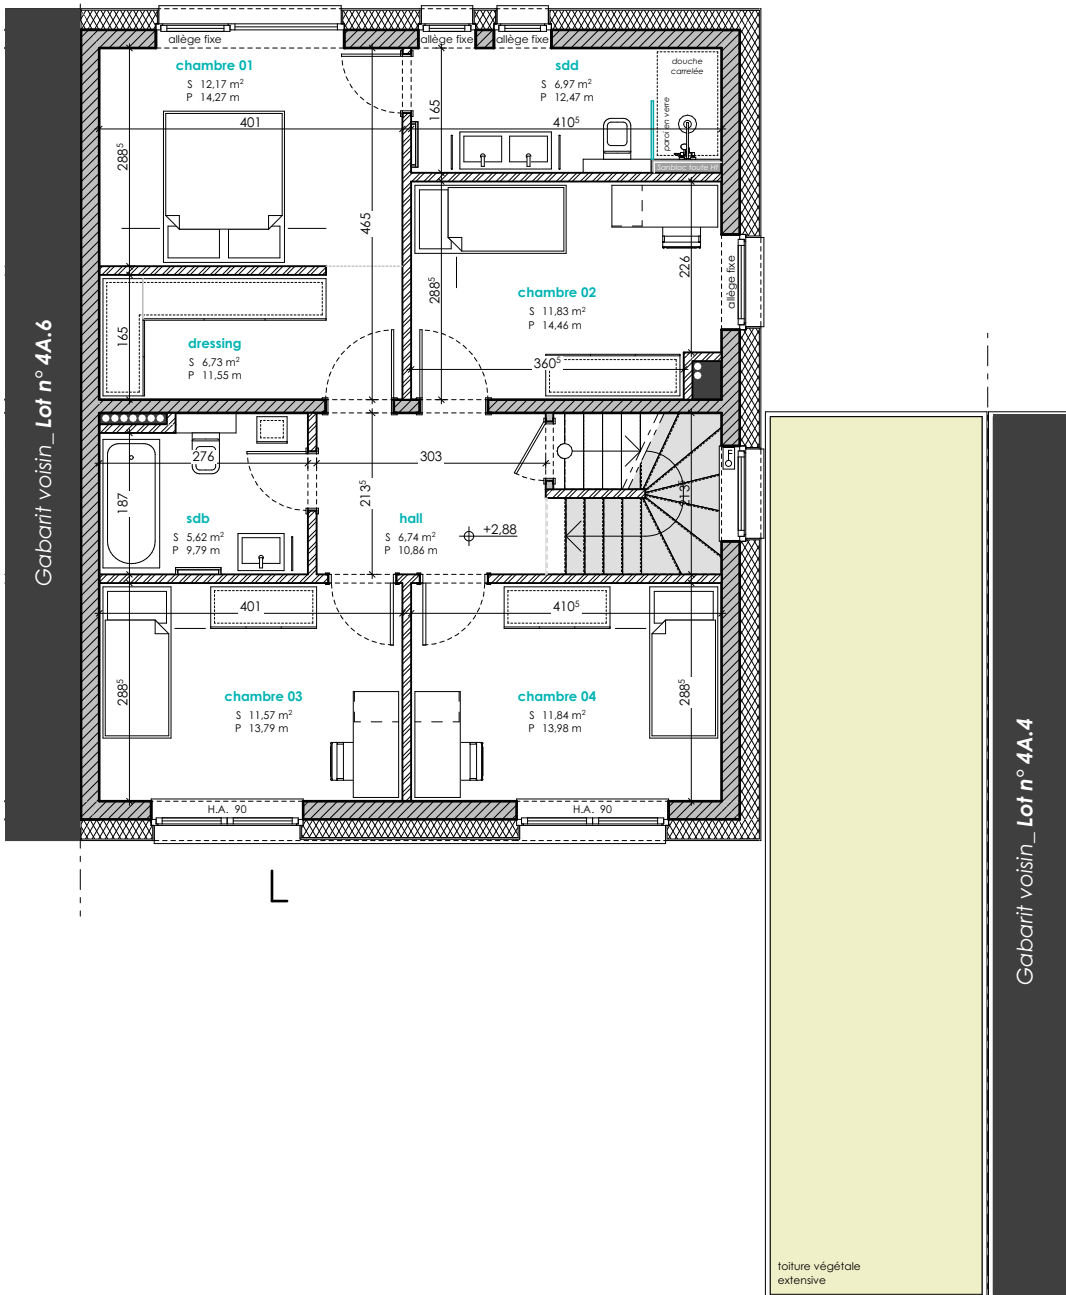 allège fixe
allège fixe
allège fixe
chambre 01
S 12,17 m²
P 14,27 m
sdd
S 6,97 m²
P 12,47 m
douche
carrelée
paroi en verre
401
165
410⁵
288⁵
465
chambre 02
S 11,83 m²
P 14,46 m
226
allège fixe
288⁵
360⁵
dressing
S 6,73 m²
P 11,55 m
165
Gabarit voisin_ Lot n° 4A.6
276
303
187
213⁵
213⁵
sdb
S 5,62 m²
P 9,79 m
hall
S 6,74 m²
P 10,86 m
+2,88
401
410⁵
288⁵
288⁵
chambre 03
S 11,57 m²
P 13,79 m
chambre 04
S 11,84 m²
P 13,98 m
H.A. 90
H.A. 90
L
Gabarit voisin_ Lot n° 4A.4
toiture végétale
extensive